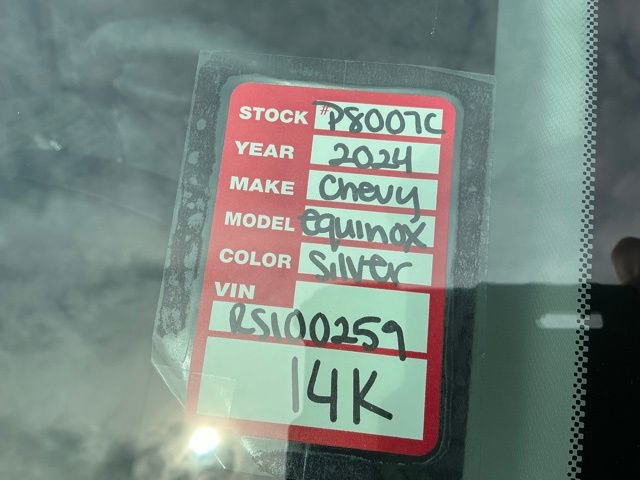 STOCK #P8007C
YEAR 2024
MAKE Chevy
MODEL equinox
COLOR Silver
VIN
RS100259
14K